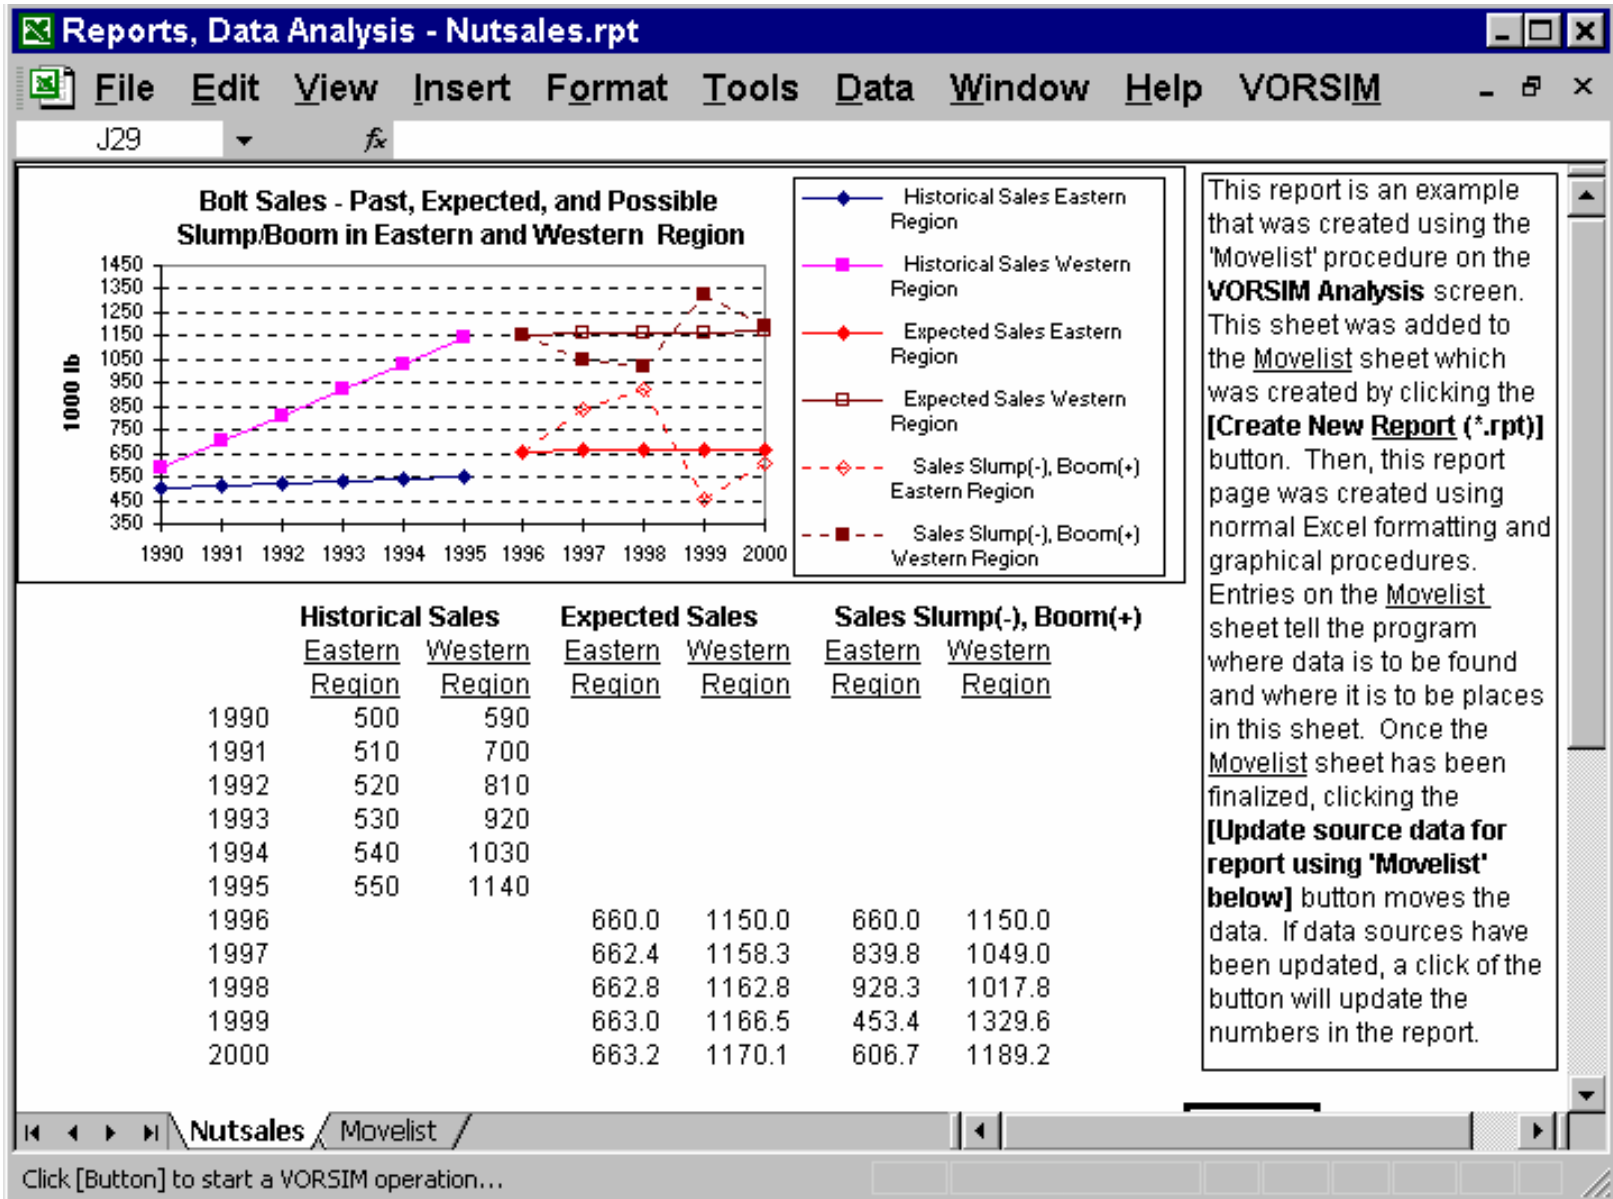 Reports, Data Analysis - Nutsales.rpt
File Edit View Insert Format Tools Data Window Help VORSIM
J29 fx
Bolt Sales - Past, Expected, and Possible
Slump/Boom in Eastern and Western Region
1000 lb
1450
1350
1250
1150
1050
950
850
750
650
550
450
350
1990 1991 1992 1993 1994 1995 1996 1997 1998 1999 2000
Historical Sales Eastern
Region
Historical Sales Western
Region
Expected Sales Eastern
Region
Expected Sales Western
Region
Sales Slump(-), Boom(+)
Eastern Region
Sales Slump(-), Boom(+)
Western Region
Historical Sales Expected Sales Sales Slump(-), Boom(+)
Eastern Western Eastern Western Eastern Western
Region Region Region Region Region Region
1990 500 590
1991 510 700
1992 520 810
1993 530 920
1994 540 1030
1995 550 1140
1996 660.0 1150.0 660.0 1150.0
1997 662.4 1158.3 839.8 1049.0
1998 662.8 1162.8 928.3 1017.8
1999 663.0 1166.5 453.4 1329.6
2000 663.2 1170.1 606.7 1189.2
This report is an example
that was created using the
'Movelist' procedure on the
VORSIM Analysis screen.
This sheet was added to
the Movelist sheet which
was created by clicking the
[Create New Report (*.rpt)]
button. Then, this report
page was created using
normal Excel formatting and
graphical procedures.
Entries on the Movelist
sheet tell the program
where data is to be found
and where it is to be places
in this sheet. Once the
Movelist sheet has been
finalized, clicking the
[Update source data for
report using 'Movelist'
below] button moves the
data. If data sources have
been updated, a click of the
button will update the
numbers in the report.
Nutsales Movelist
Click [Button] to start a VORSIM operation...